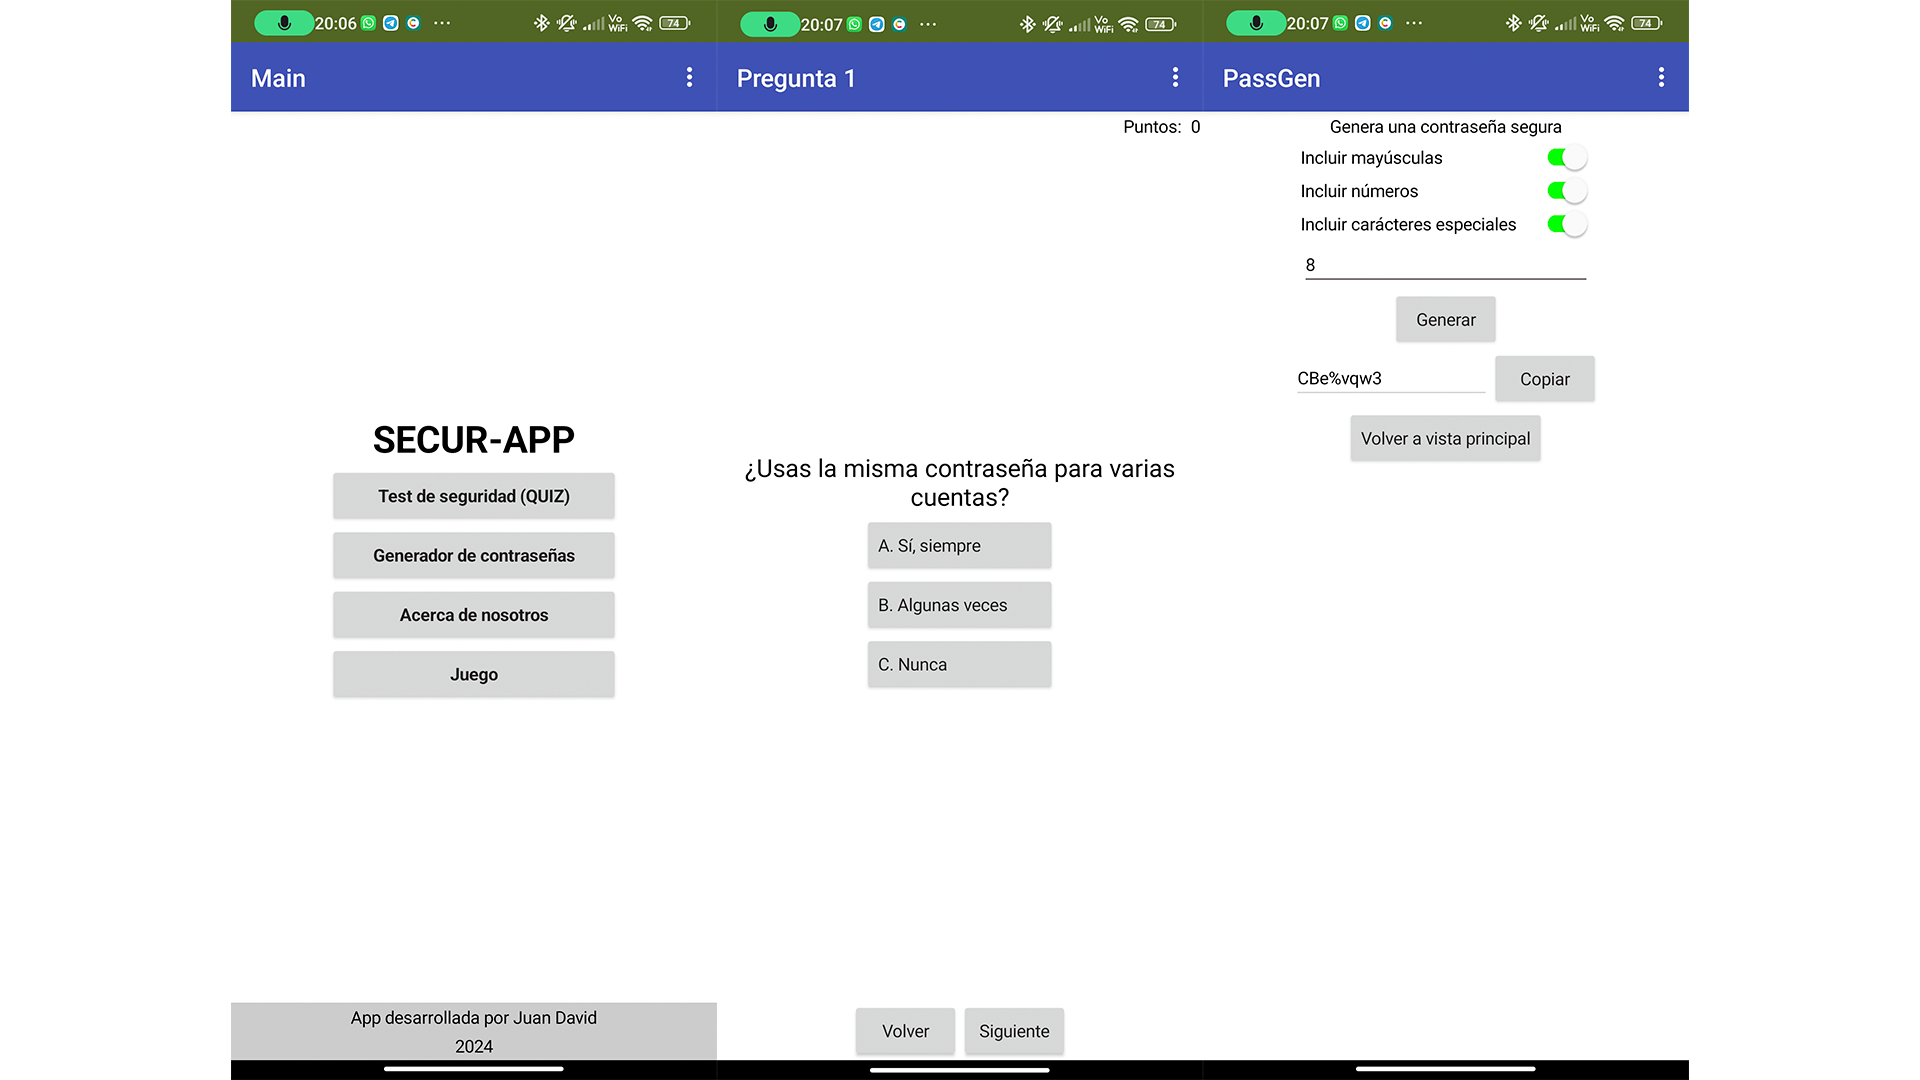 20:06
Vo
WiFi
74
Main
SECUR-APP
Test de seguridad (QUIZ)
Generador de contraseñas
Acerca de nosotros
Juego
App desarrollada por Juan David
2024
20:07
Vo
WiFi
74
Pregunta 1
Puntos: 0
¿Usas la misma contraseña para varias
cuentas?
A. Sí, siempre
B. Algunas veces
C. Nunca
Volver
Siguiente
20:07
Vo
WiFi
74
PassGen
Genera una contraseña segura
Incluir mayúsculas
Incluir números
Incluir carácteres especiales
8
Generar
CBe%vqw3
Copiar
Volver a vista principal